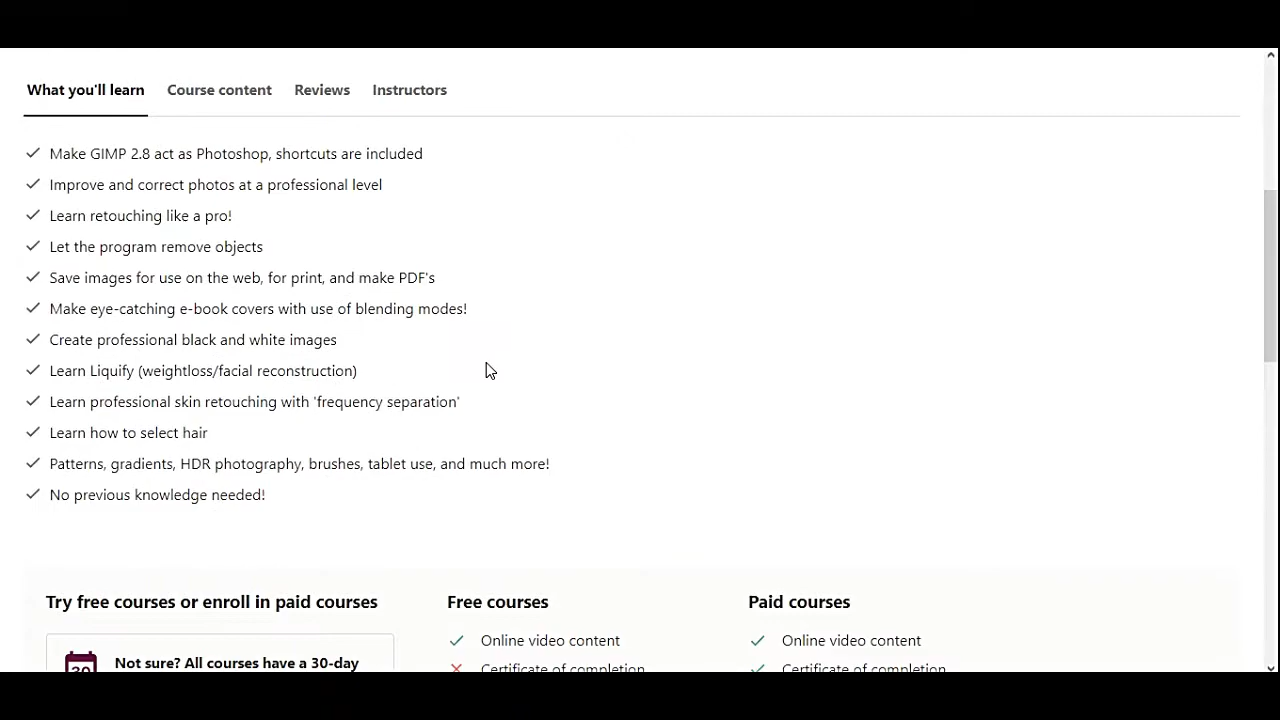 What you'll learn Course content Reviews Instructors
Make GIMP 2.8 act as Photoshop, shortcuts are included
Improve and correct photos at a professional level
Learn retouching like a pro!
Let the program remove objects
Save images for use on the web, for print, and make PDF's
Make eye-catching e-book covers with use of blending modes!
Create professional black and white images
Learn Liquify (weightloss/facial reconstruction)
Learn professional skin retouching with 'frequency separation'
Learn how to select hair
Patterns, gradients, HDR photography, brushes, tablet use, and much more!
No previous knowledge needed!
Try free courses or enroll in paid courses
Not sure? All courses have a 30-day
Free courses
Online video content
Certificate of completion
Paid courses
Online video content
Certificate of completion